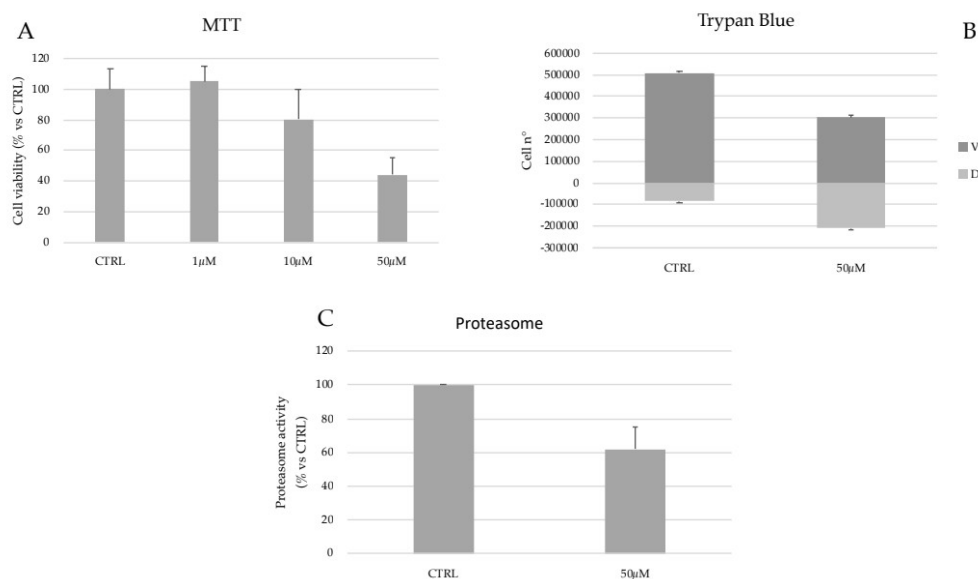 A
MTT
Cell viability (% vs CTRL)
120
100
80
60
40
20
0
CTRL 1µM 10µM 50µM
Trypan Blue
B
Cell n°
600000
500000
400000
300000
200000
100000
0
-100000
-200000
-300000
CTRL 50µM
V
D
C
Proteasome
Proteasome activity
(% vs CTRL)
120
100
80
60
40
20
0
CTRL 50µM